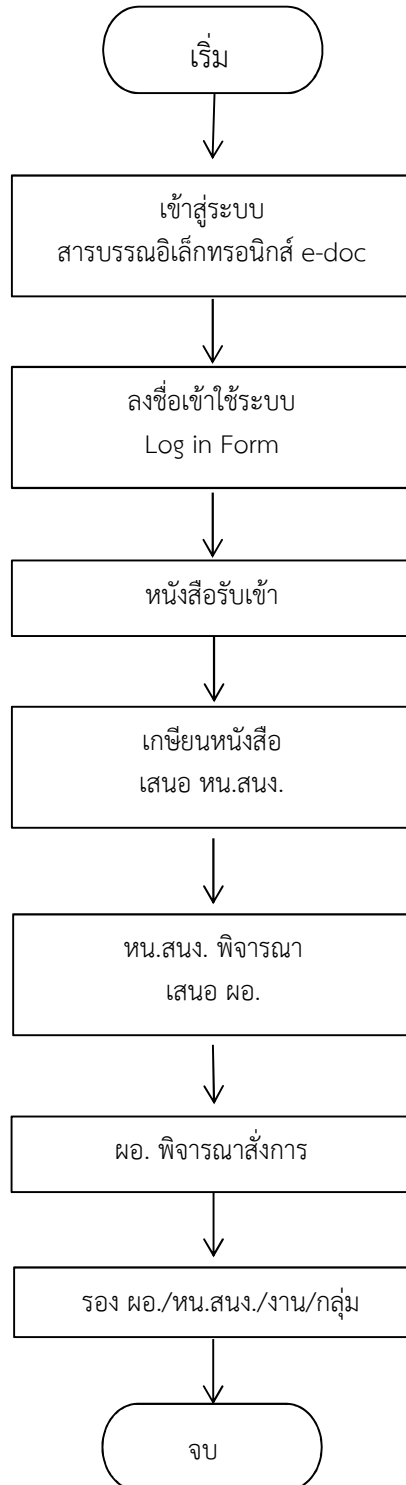 เริ่ม
เข้าสู่ระบบ
สารบรรณอิเล็กทรอนิกส์ e-doc
ลงชื่อเข้าใช้ระบบ
Log in Form
หนังสือรับเข้า
เกษียนหนังสือ
เสนอ หน.สนง.
หน.สนง. พิจารณา
เสนอ ผอ.
ผอ. พิจารณาสั่งการ
รอง ผอ./หน.สนง./งาน/กลุ่ม
จบ